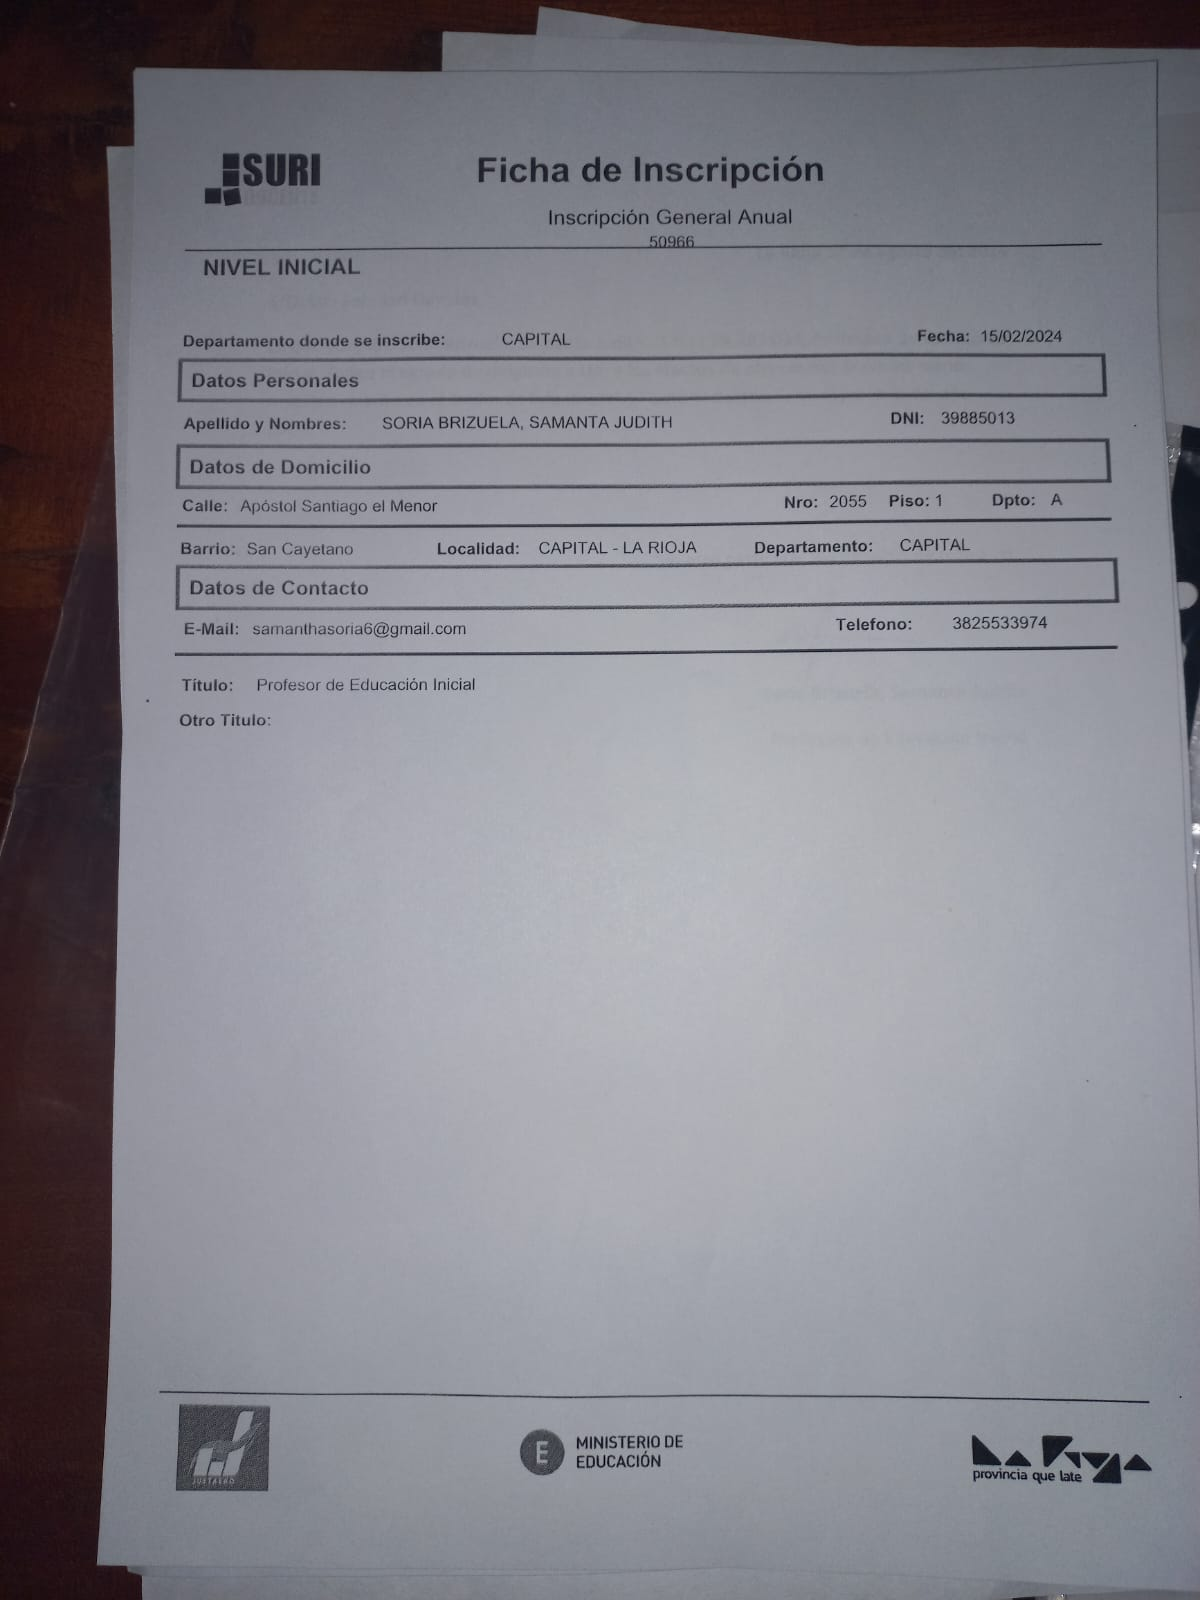 SURI
DOCENTE
Ficha de Inscripción
Inscripción General Anual
50966
NIVEL INICIAL
Departamento donde se inscribe: CAPITAL Fecha: 15/02/2024
Datos Personales
Apellido y Nombres: SORIA BRIZUELA, SAMANTA JUDITH DNI: 39885013
Datos de Domicilio
Calle: Apóstol Santiago el Menor Nro: 2055 Piso: 1 Dpto: A
Barrio: San Cayetano Localidad: CAPITAL - LA RIOJA Departamento: CAPITAL
Datos de Contacto
E-Mail: samanthasoria6@gmail.com Telefono: 3825533974
Título: Profesor de Educación Inicial
Otro Titulo:
E MINISTERIO DE
EDUCACIÓN
La Rioja
provincia que late